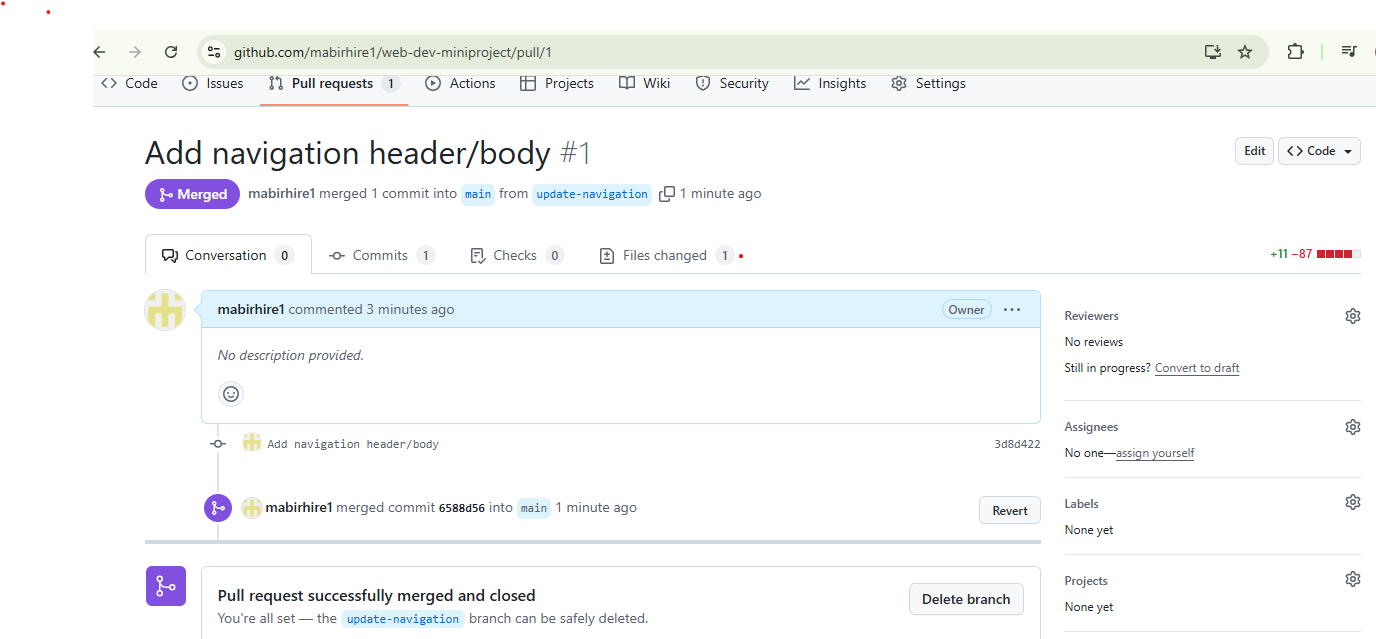 github.com/mabirhire1/web-dev-miniproject/pull/1
Code Issues Pull requests 1 Actions Projects Wiki Security Insights Settings
Add navigation header/body #1
Edit Code
Merged mabirhire1 merged 1 commit into main from update-navigation 1 minute ago
Conversation 0 Commits 1 Checks 0 Files changed 1 +11 −87
mabirhire1 commented 3 minutes ago Owner
No description provided.
Add navigation header/body 3d8d422
mabirhire1 merged commit 6588d56 into main 1 minute ago Revert
Pull request successfully merged and closed
You're all set — the update-navigation branch can be safely deleted.
Delete branch
Reviewers
No reviews
Still in progress? Convert to draft
Assignees
No one—assign yourself
Labels
None yet
Projects
None yet